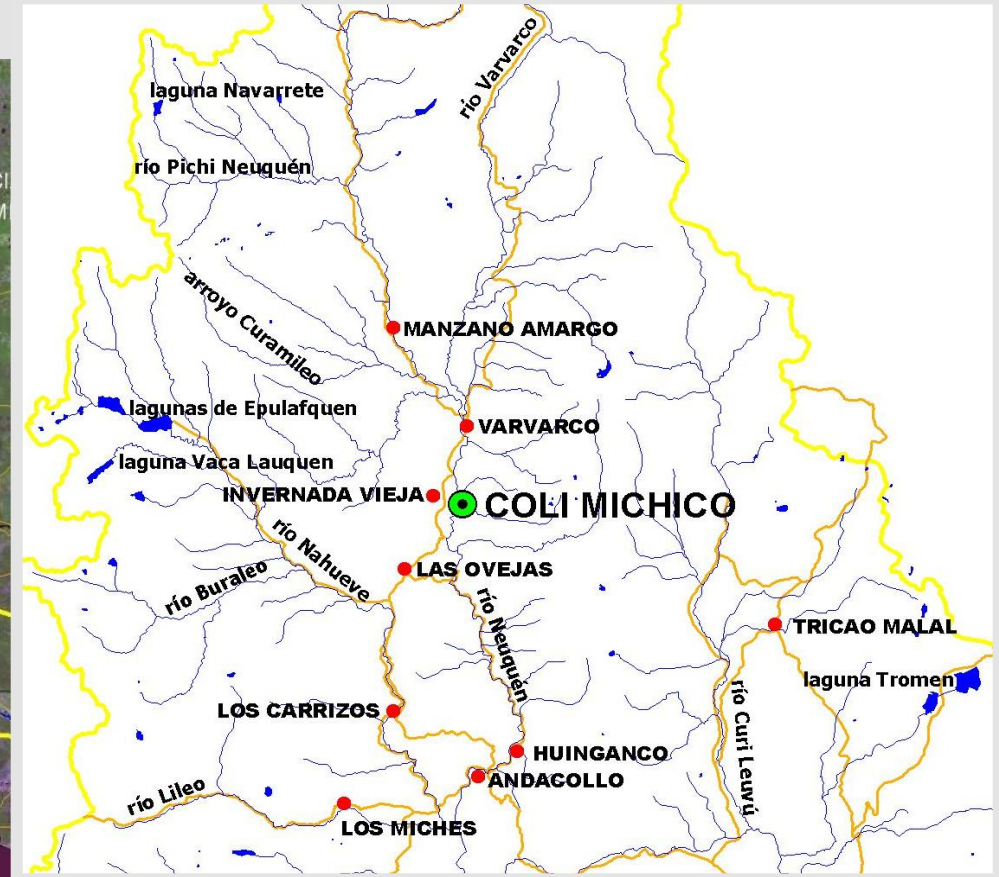 río Varvarco
laguna Navarrete
río Pichi Neuquén
arroyo Curamileo
MANZANO AMARGO
lagunas de Epulafquen
VARVARCO
laguna Vaca Lauquen
INVERNADA VIEJA
COLI MICHICO
río Nahueve
LAS OVEJAS
río Buraleo
río Neuquén
TRICAO MALAL
laguna Tromen
río Curi Leuvú
LOS CARRIZOS
HUINGANCO
ANDACOLLO
río Lileo
LOS MICHES